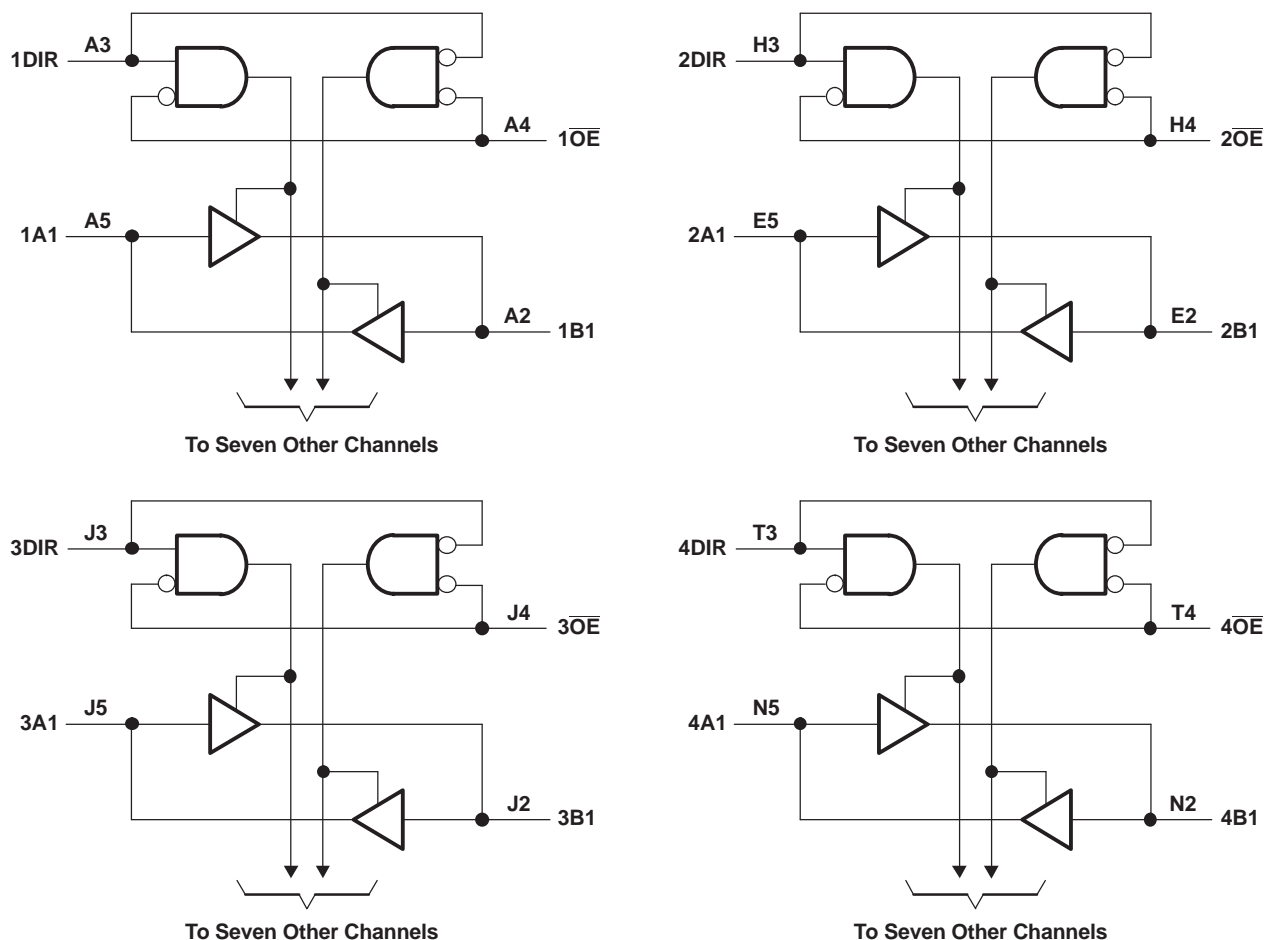 1DIR A3
A4 1OE
1A1 A5
A2 1B1
To Seven Other Channels
2DIR H3
H4 2OE
2A1 E5
E2 2B1
To Seven Other Channels
3DIR J3
J4 3OE
3A1 J5
J2 3B1
To Seven Other Channels
4DIR T3
T4 4OE
4A1 N5
N2 4B1
To Seven Other Channels